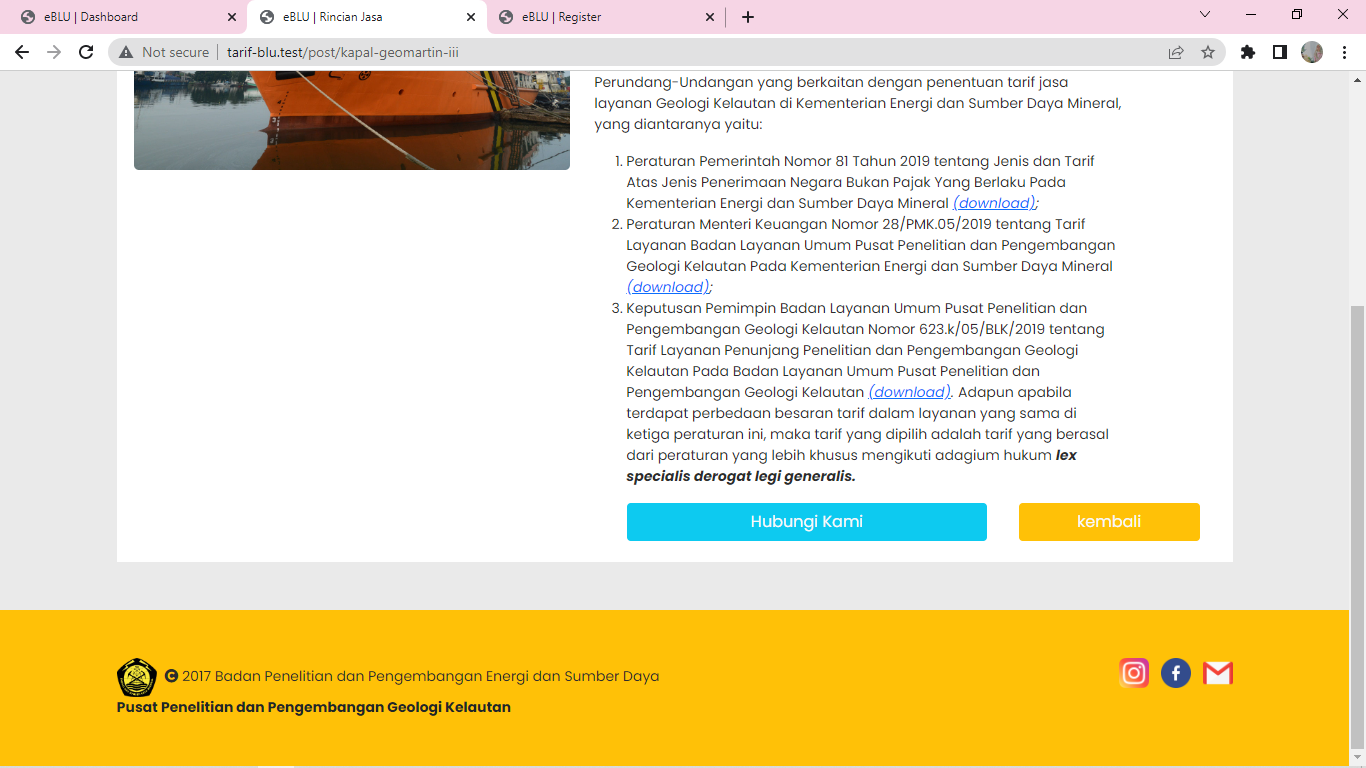 eBLU | Dashboard
eBLU | Rincian Jasa
eBLU | Register
Not secure
tarif-blu.test/post/kapal-geomartin-iii
Perundang-Undangan yang berkaitan dengan penentuan tarif jasa
layanan Geologi Kelautan di Kementerian Energi dan Sumber Daya Mineral,
yang diantaranya yaitu:
1. Peraturan Pemerintah Nomor 81 Tahun 2019 tentang Jenis dan Tarif
Atas Jenis Penerimaan Negara Bukan Pajak Yang Berlaku Pada
Kementerian Energi dan Sumber Daya Mineral (download);
2. Peraturan Menteri Keuangan Nomor 28/PMK.05/2019 tentang Tarif
Layanan Badan Layanan Umum Pusat Penelitian dan Pengembangan
Geologi Kelautan Pada Kementerian Energi dan Sumber Daya Mineral
(download);
3. Keputusan Pemimpin Badan Layanan Umum Pusat Penelitian dan
Pengembangan Geologi Kelautan Nomor 623.k/05/BLK/2019 tentang
Tarif Layanan Penunjang Penelitian dan Pengembangan Geologi
Kelautan Pada Badan Layanan Umum Pusat Penelitian dan
Pengembangan Geologi Kelautan (download). Adapun apabila
terdapat perbedaan besaran tarif dalam layanan yang sama di
ketiga peraturan ini, maka tarif yang dipilih adalah tarif yang berasal
dari peraturan yang lebih khusus mengikuti adagium hukum lex
specialis derogat legi generalis.
Hubungi Kami
kembali
2017 Badan Penelitian dan Pengembangan Energi dan Sumber Daya
Pusat Penelitian dan Pengembangan Geologi Kelautan